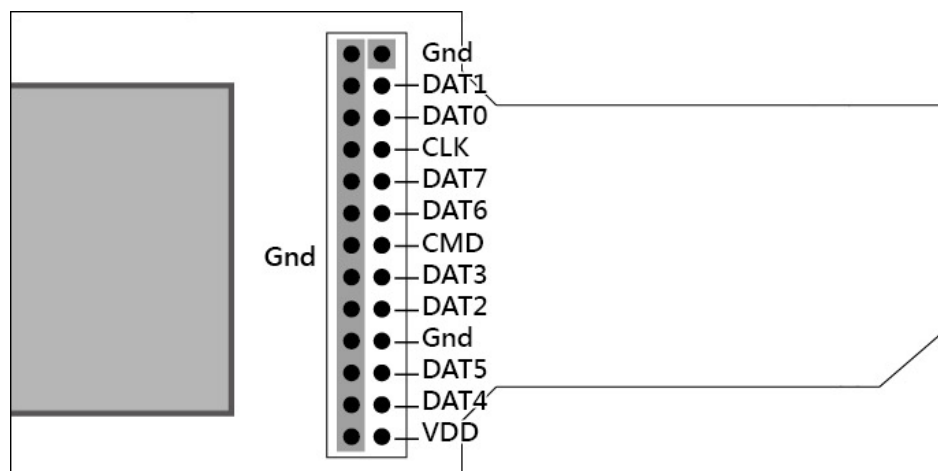 Gnd
DAT1
DAT0
CLK
DAT7
DAT6
CMD
Gnd
DAT3
DAT2
Gnd
DAT5
DAT4
VDD